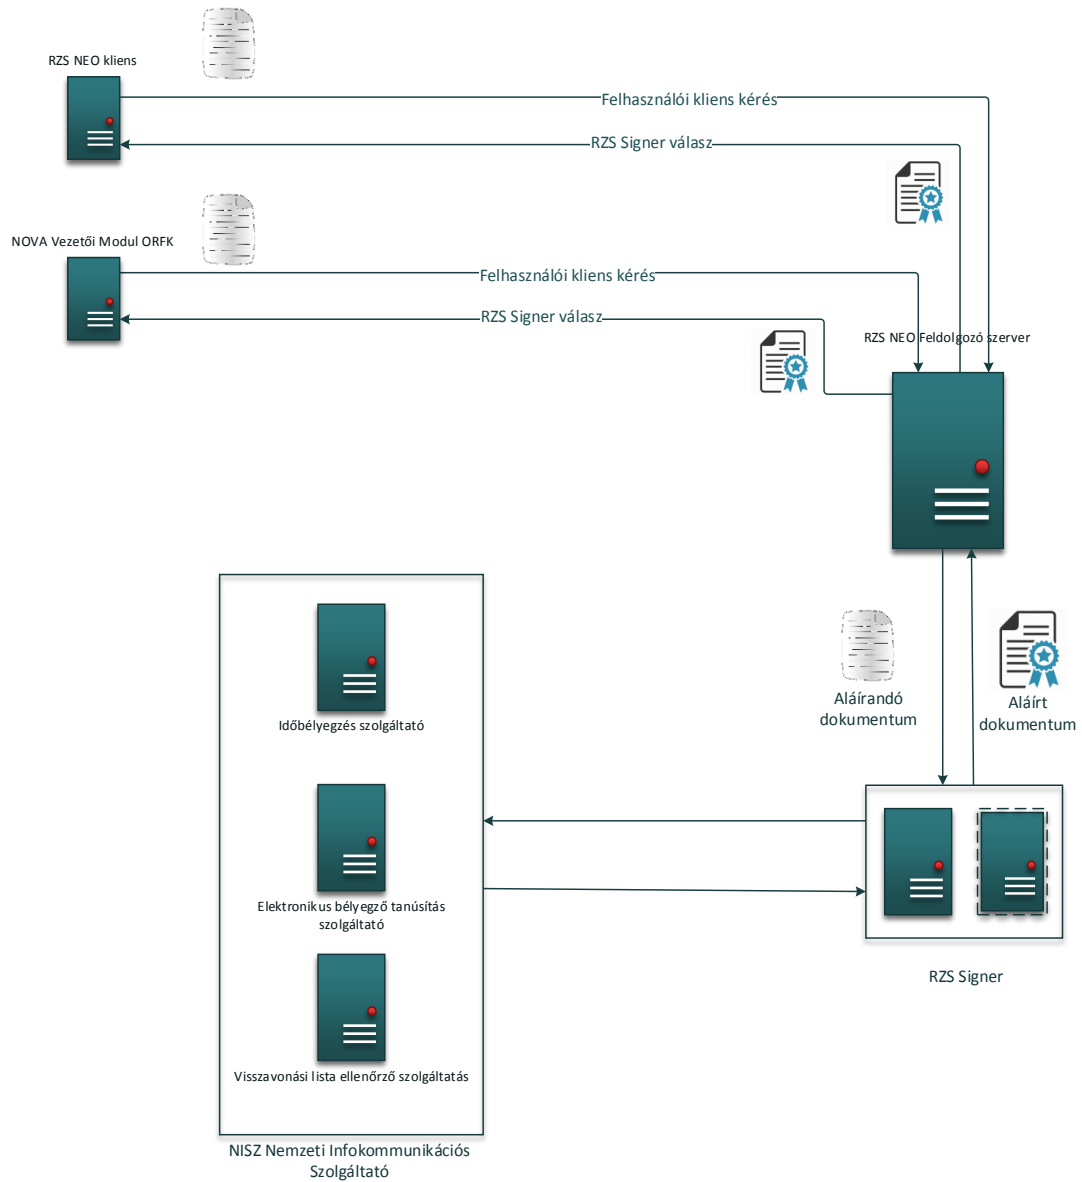 RZS NEO kliens
Felhasználói kliens kérés
RZS Signer válasz
NOVA Vezetői Modul ORFK
Felhasználói kliens kérés
RZS Signer válasz
RZS NEO Feldolgozó szerver
Aláírandó
dokumentum
Aláírt
dokumentum
Időbélyegzés szolgáltató
Elektronikus bélyegző tanúsítás
szolgáltató
RZS Signer
Visszavonási lista ellenőrző szolgáltatás
NISZ Nemzeti Infokommunikációs
Szolgáltató